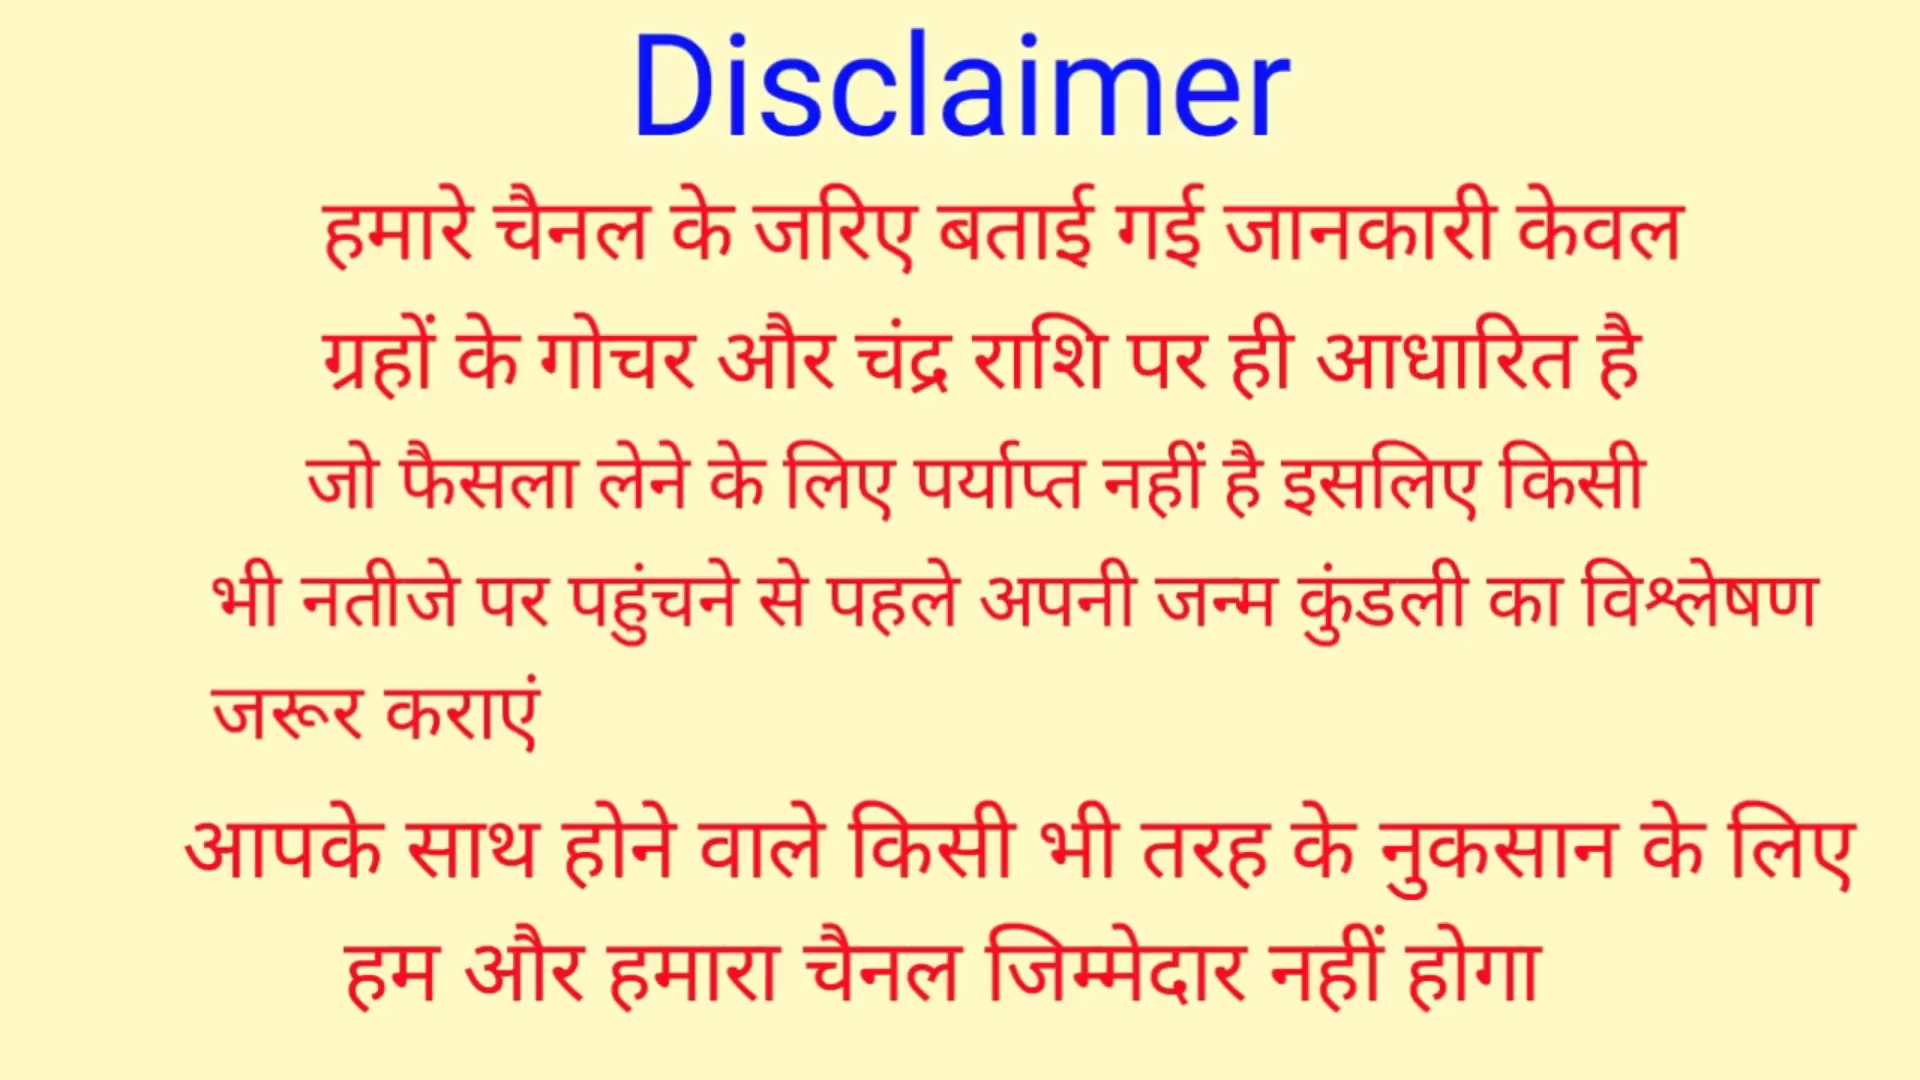 Disclaimer
हमारे चैनल के जरिए बताई गई जानकारी केवल
ग्रहों के गोचर और चंद्र राशि पर ही आधारित है
जो फैसला लेने के लिए पर्याप्त नहीं है इसलिए किसी
भी नतीजे पर पहुंचने से पहले अपनी जन्म कुंडली का विश्लेषण
जरूर कराएं
आपके साथ होने वाले किसी भी तरह के नुकसान के लिए
हम और हमारा चैनल जिम्मेदार नहीं होगा